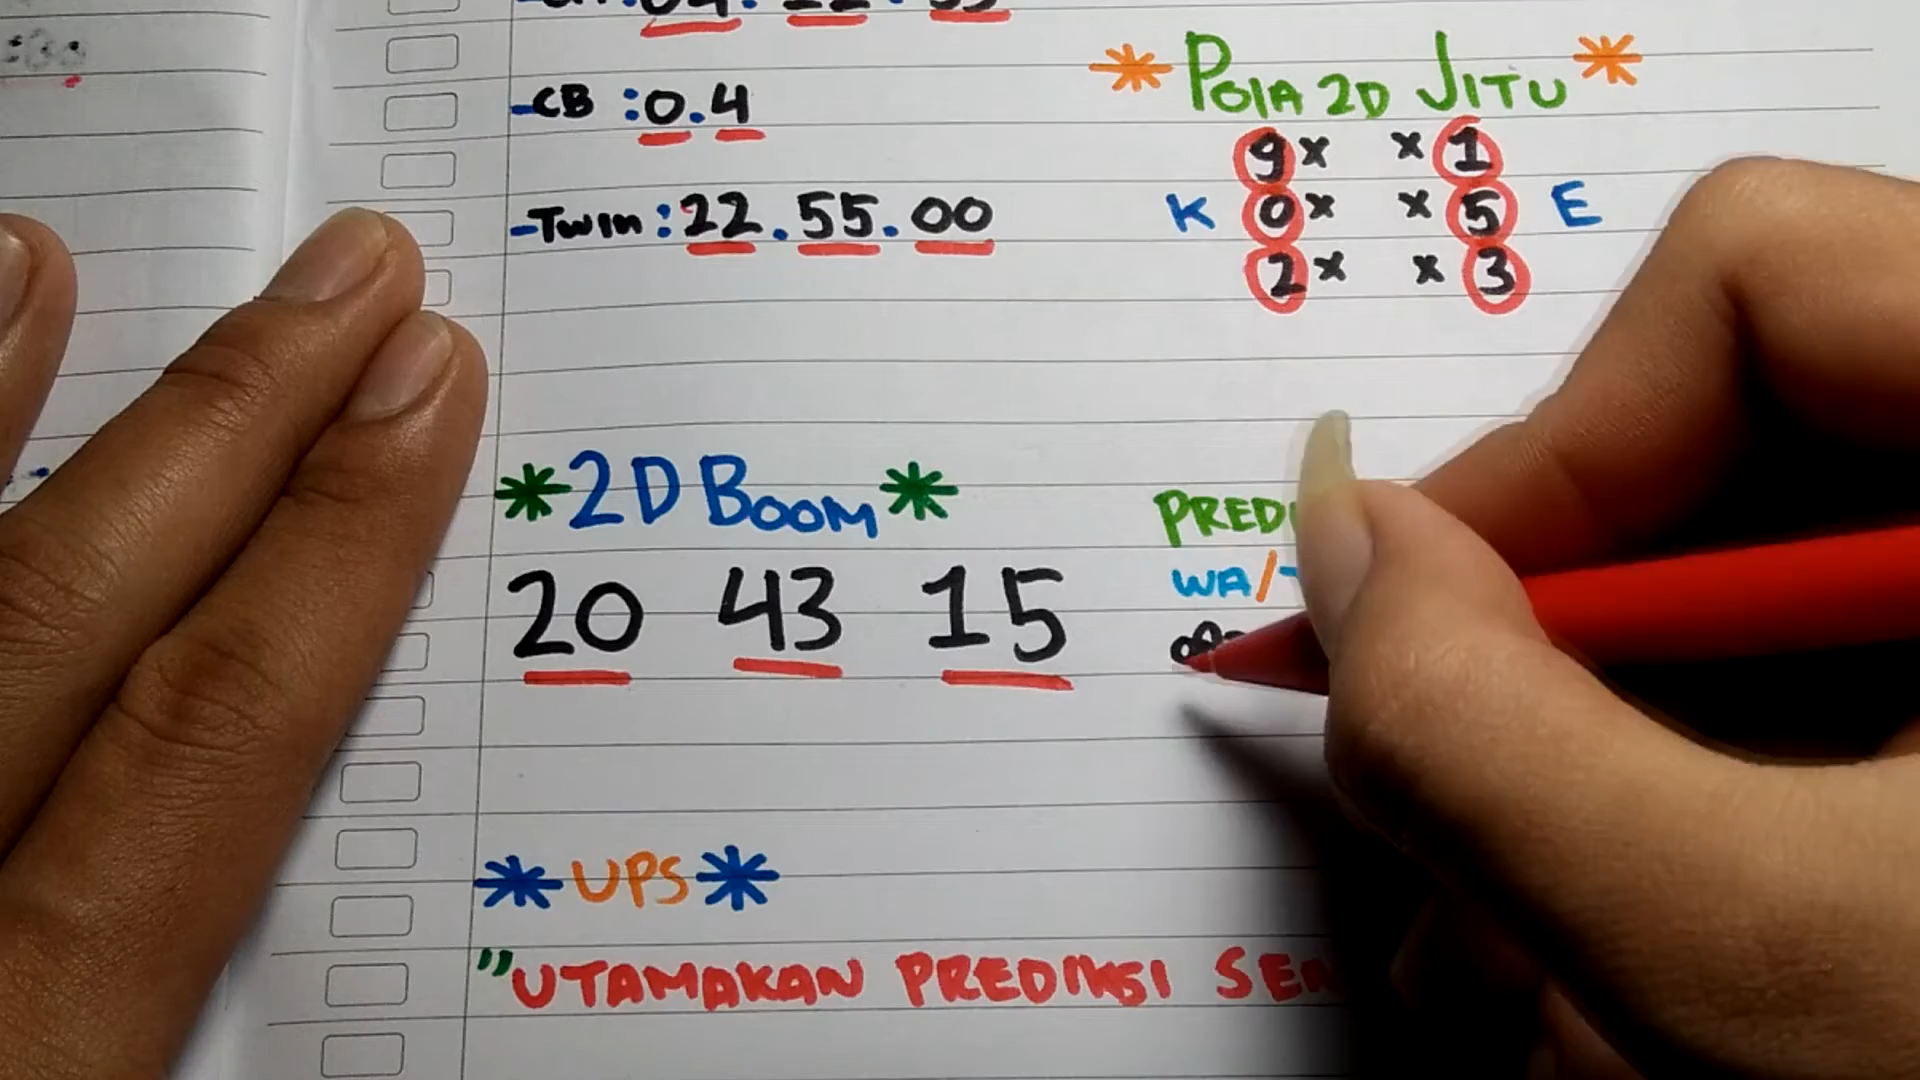 -CB : 0.4
-Twin : 22.55.00
* Pola 2D JITU *
9x x1
K 0x x5 E
2x x3
* 2D BOOM *
20 43 15
WA/
* UPS *
"UTAMAKAN PREDIKSI